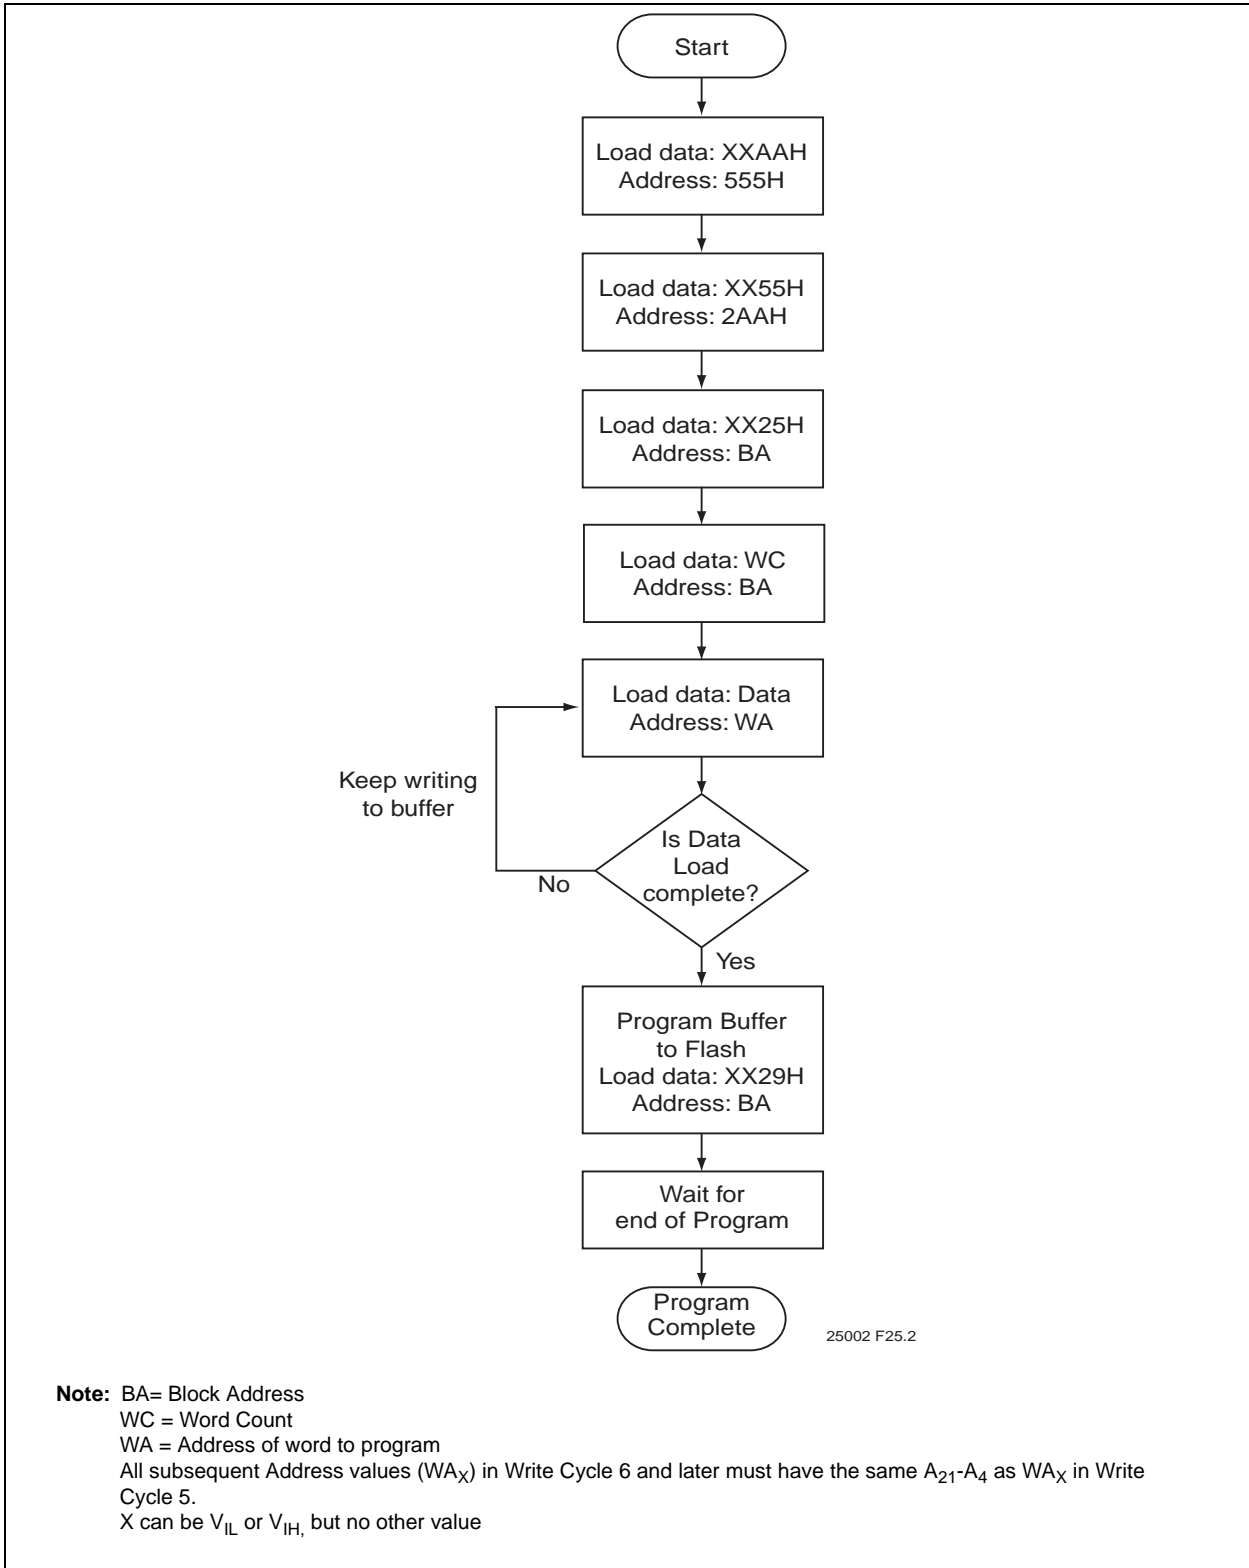 Start
Load data: XXAAH
Address: 555H
Load data: XX55H
Address: 2AAH
Load data: XX25H
Address: BA
Load data: WC
Address: BA
Load data: Data
Address: WA
Keep writing
to buffer
Is Data
Load
complete?
No
Yes
Program Buffer
to Flash
Load data: XX29H
Address: BA
Wait for
end of Program
Program
Complete
25002 F25.2
Note: BA= Block Address
WC = Word Count
WA = Address of word to program
All subsequent Address values (WAX) in Write Cycle 6 and later must have the same A21-A4 as WAX in Write
Cycle 5.
X can be VIL or VIH, but no other value